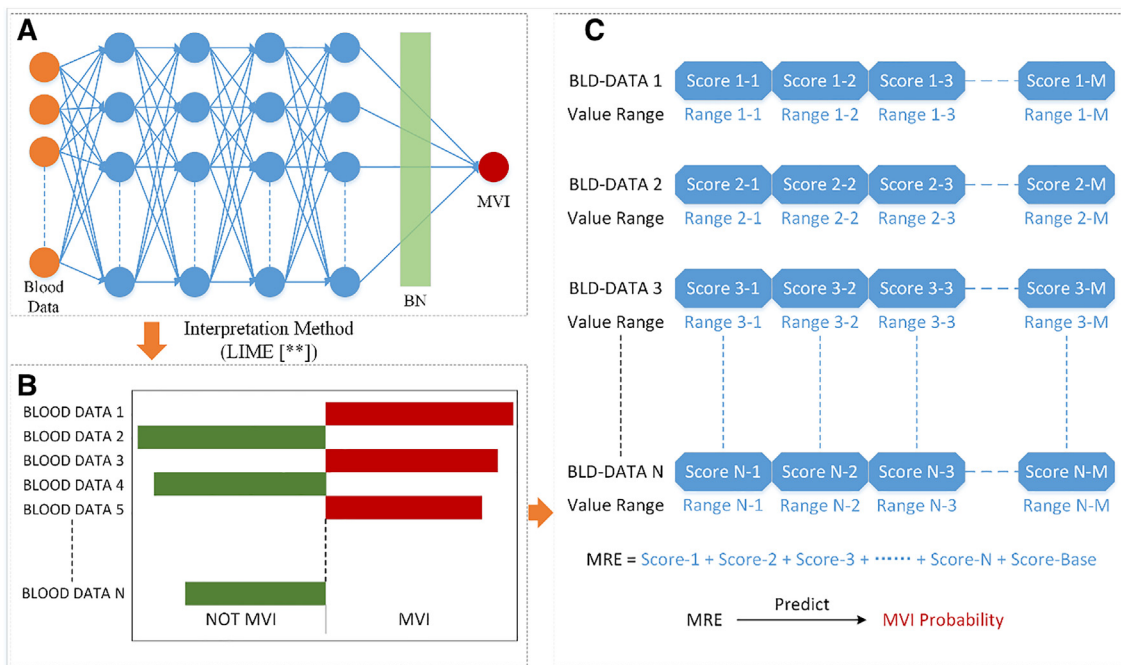 A
Blood
Data
BN
MVI
Interpretation Method
(LIME [**])
B
BLOOD DATA 1
BLOOD DATA 2
BLOOD DATA 3
BLOOD DATA 4
BLOOD DATA 5
BLOOD DATA N
NOT MVI MVI
C
BLD-DATA 1 Score 1-1 Score 1-2 Score 1-3 Score 1-M
Value Range Range 1-1 Range 1-2 Range 1-3 Range 1-M
BLD-DATA 2 Score 2-1 Score 2-2 Score 2-3 Score 2-M
Value Range Range 2-1 Range 2-2 Range 2-3 Range 2-M
BLD-DATA 3 Score 3-1 Score 3-2 Score 3-3 Score 3-M
Value Range Range 3-1 Range 3-2 Range 3-3 Range 3-M
BLD-DATA N Score N-1 Score N-2 Score N-3 Score N-M
Value Range Range N-1 Range N-2 Range N-3 Range N-M
MRE = Score-1 + Score-2 + Score-3 + ······ + Score-N + Score-Base
Predict
MRE MVI Probability